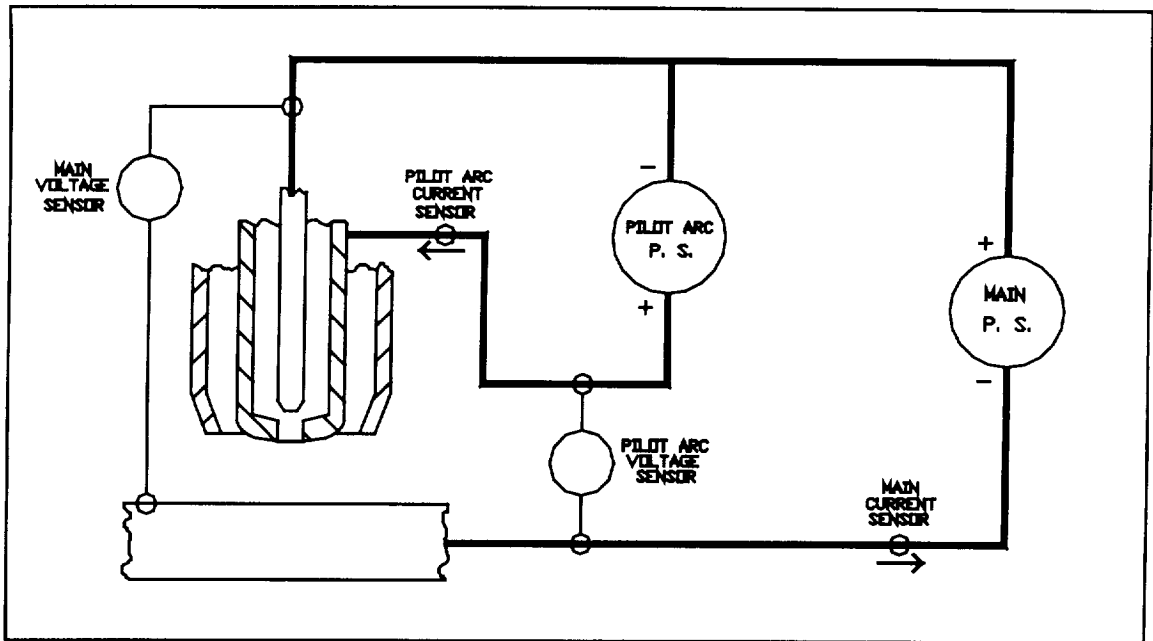 MAIN
VOLTAGE
SENSOR
PILOT ARC
CURRENT
SENSOR
-
PILOT ARC
P. S.
+
+
MAIN
P. S.
-
PILOT ARC
VOLTAGE
SENSOR
MAIN
CURRENT
SENSOR